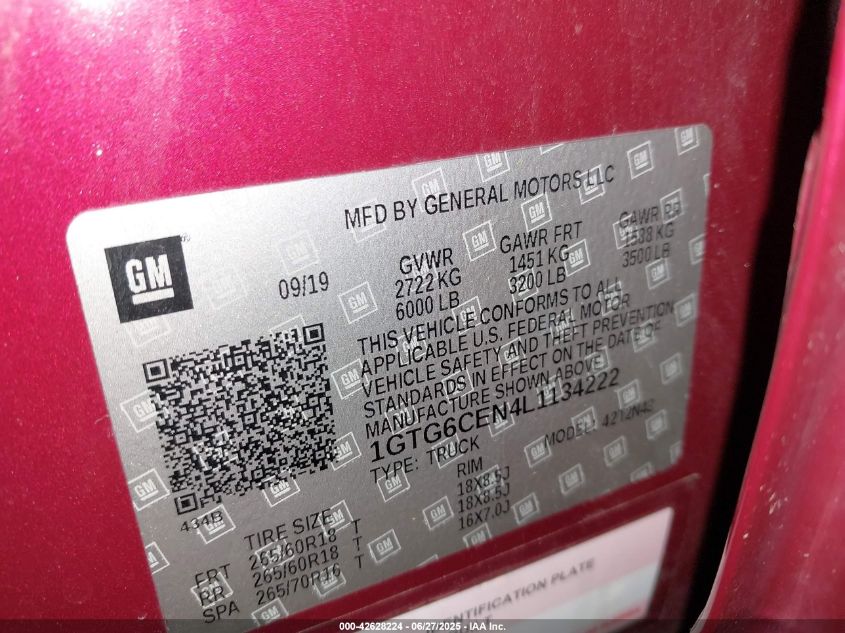 MFD BY GENERAL MOTORS LLC
GM
09/19
GVWR GAWR FRT GAWR RR
2722 KG 1451 KG 1588 KG
6000 LB 3200 LB 3500 LB
THIS VEHICLE CONFORMS TO ALL
APPLICABLE U.S. FEDERAL MOTOR
VEHICLE SAFETY AND THEFT PREVENTION
STANDARDS IN EFFECT ON THE DATE OF
MANUFACTURE SHOWN ABOVE
1GTG6CEN4L1134222
TYPE: TRUCK MODEL: 4212N43
434B
TIRE SIZE RIM
FRT 265/60R18 T 18X8.5J
RR 265/60R18 T 18X8.5J
SPA 265/70R16 T 16X7.0J
IDENTIFICATION PLATE
000-42628224 - 06/27/2025 - IAA Inc.